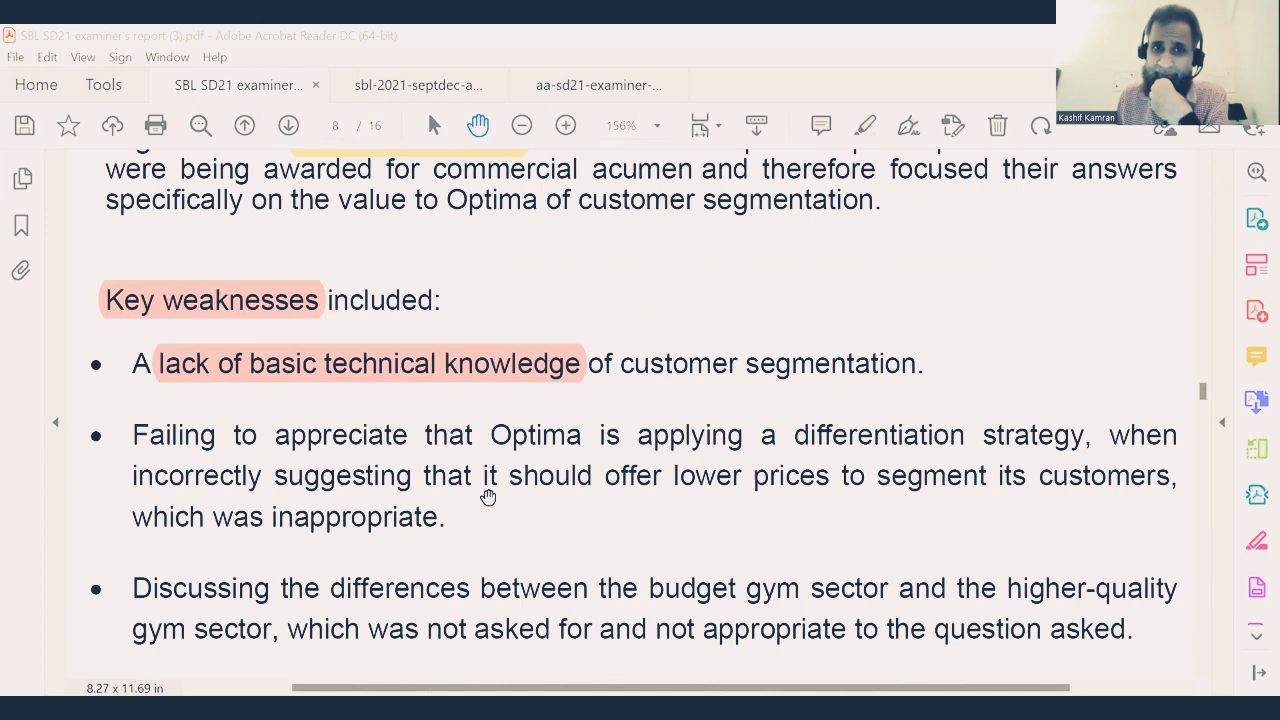 SBL SD21 examiner's report (3).pdf - Adobe Acrobat Reader DC (64-bit)
File Edit View Sign Window Help
Home Tools SBL SD21 examiner... × sbl-2021-septdec-a... aa-sd21-examiner-...
8 / 16 156%
Kashif Kamran
were being awarded for commercial acumen and therefore focused their answers
specifically on the value to Optima of customer segmentation.
Key weaknesses included:
• A lack of basic technical knowledge of customer segmentation.
• Failing to appreciate that Optima is applying a differentiation strategy, when
incorrectly suggesting that it should offer lower prices to segment its customers,
which was inappropriate.
• Discussing the differences between the budget gym sector and the higher-quality
gym sector, which was not asked for and not appropriate to the question asked.
8.27 x 11.69 in